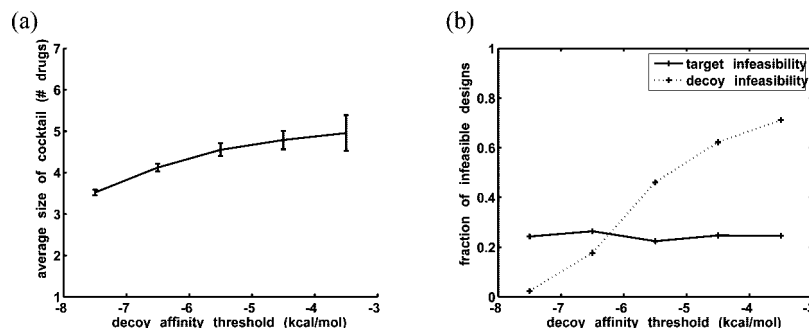 (a)
7
6
5
4
3
2
1
average size of cocktail (# drugs)
-8 -7 -6 -5 -4 -3
decoy affinity threshold (kcal/mol)
(b)
1
0.8
0.6
0.4
0.2
0
fraction of infeasible designs
target infeasibility
decoy infeasibility
-8 -7 -6 -5 -4 -3
decoy affinity threshold (kcal/mol)